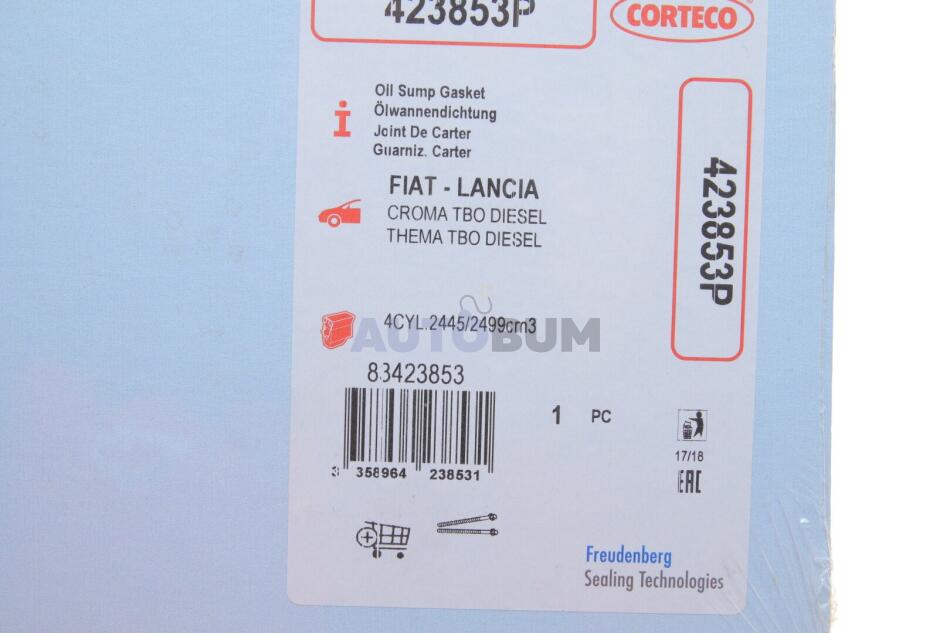 423853P
CORTECO
®
Oil Sump Gasket
Ölwannendichtung
Joint De Carter
Guarniz. Carter
FIAT - LANCIA
CROMA TBO DIESEL
THEMA TBO DIESEL
423853P
4CYL.2445/2499cm3
AUTOBUM
83423853
1 PC
3 358964 238531
17/18
EAC
Freudenberg
Sealing Technologies